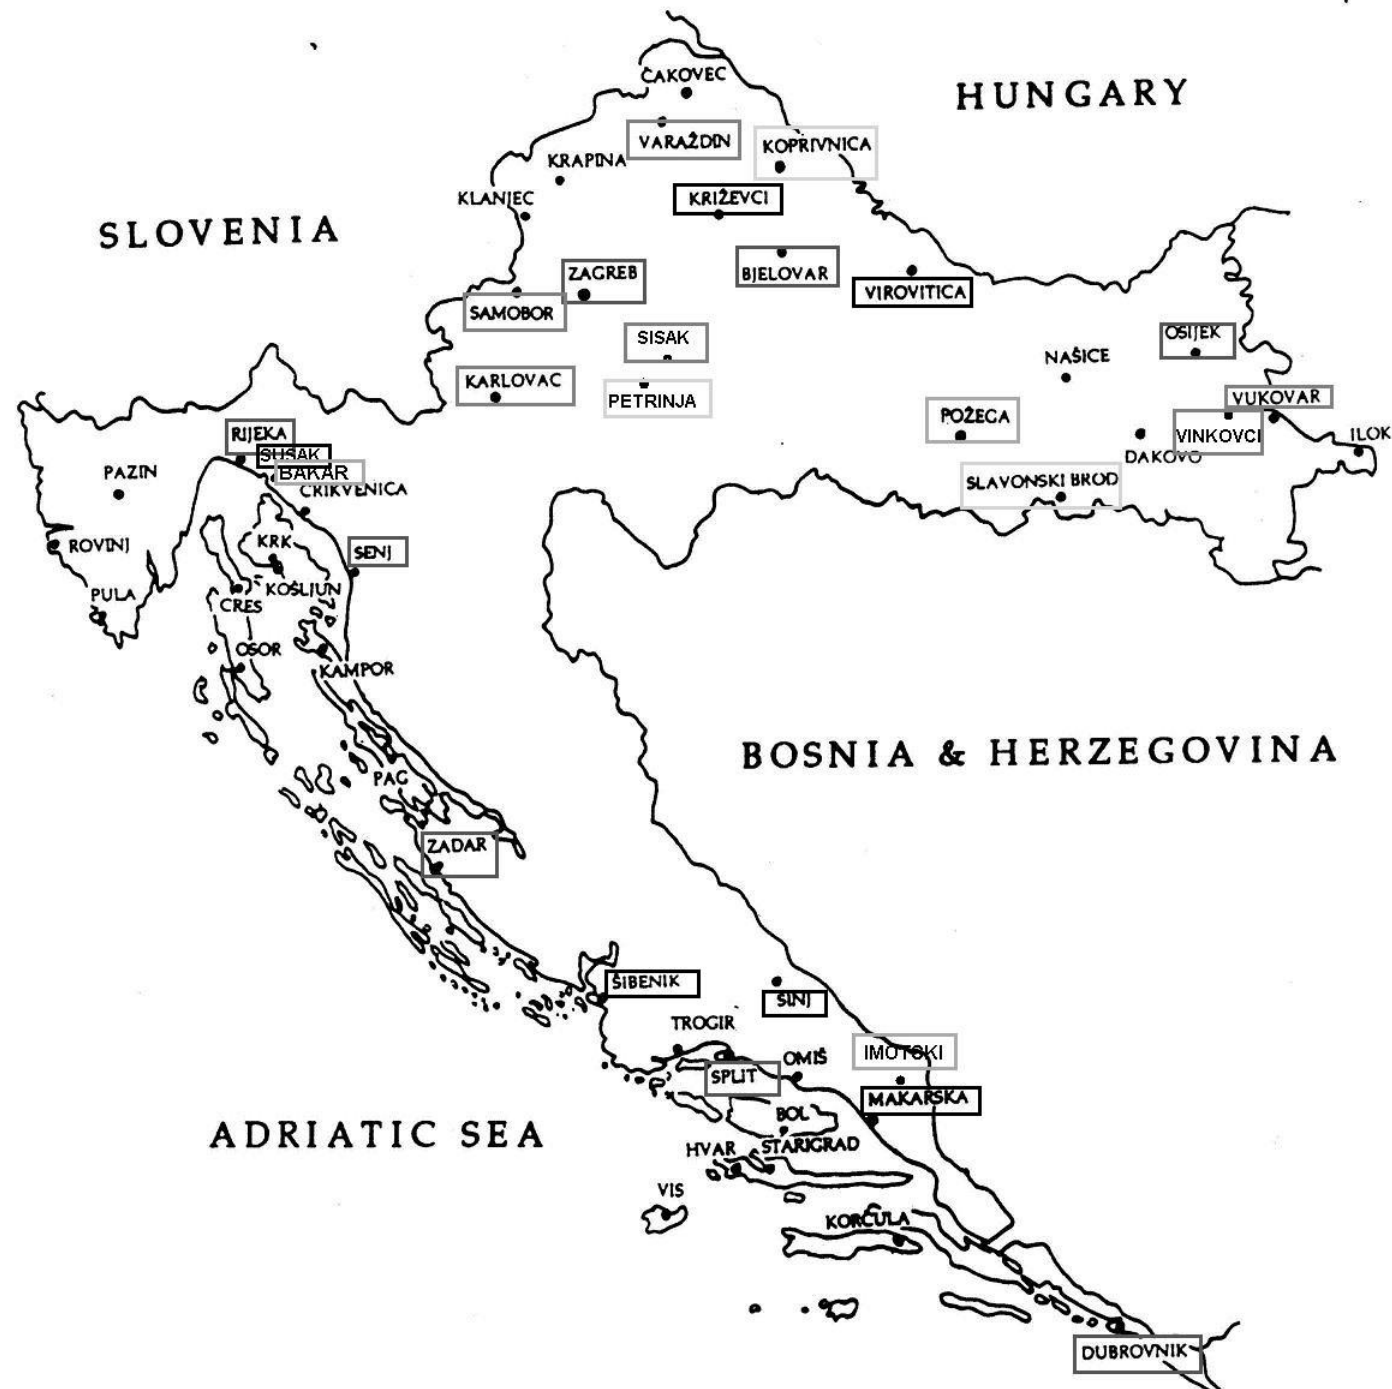 ČAKOVEC
HUNGARY
VARAŽDIN
KOPRIVNICA
KRAPINA
KLANJEC
KRIŽEVCI
SLOVENIA
ZAGREB
BJELOVAR
VIROVITICA
SAMOBOR
SISAK
OSIJEK
NAŠICE
KARLOVAC
PETRINJA
VUKOVAR
POŽEGA
VINKOVCI
ILOK
RIJEKA
SUŠAK
BAKAR
DAKOVO
PAZIN
CRIKVENICA
SLAVONSKI BROD
ROVINJ
KRK
SENJ
PULA
KOŠLJUN
CRES
OSOR
KAMPOR
BOSNIA & HERZEGOVINA
PAG
ZADAR
ŠIBENIK
SINJ
TROGIR
OMIŠ
IMOTSKI
SPLIT
MAKARSKA
BOL
ADRIATIC SEA
HVAR
STARIGRAD
VIS
KORČULA
DUBROVNIK